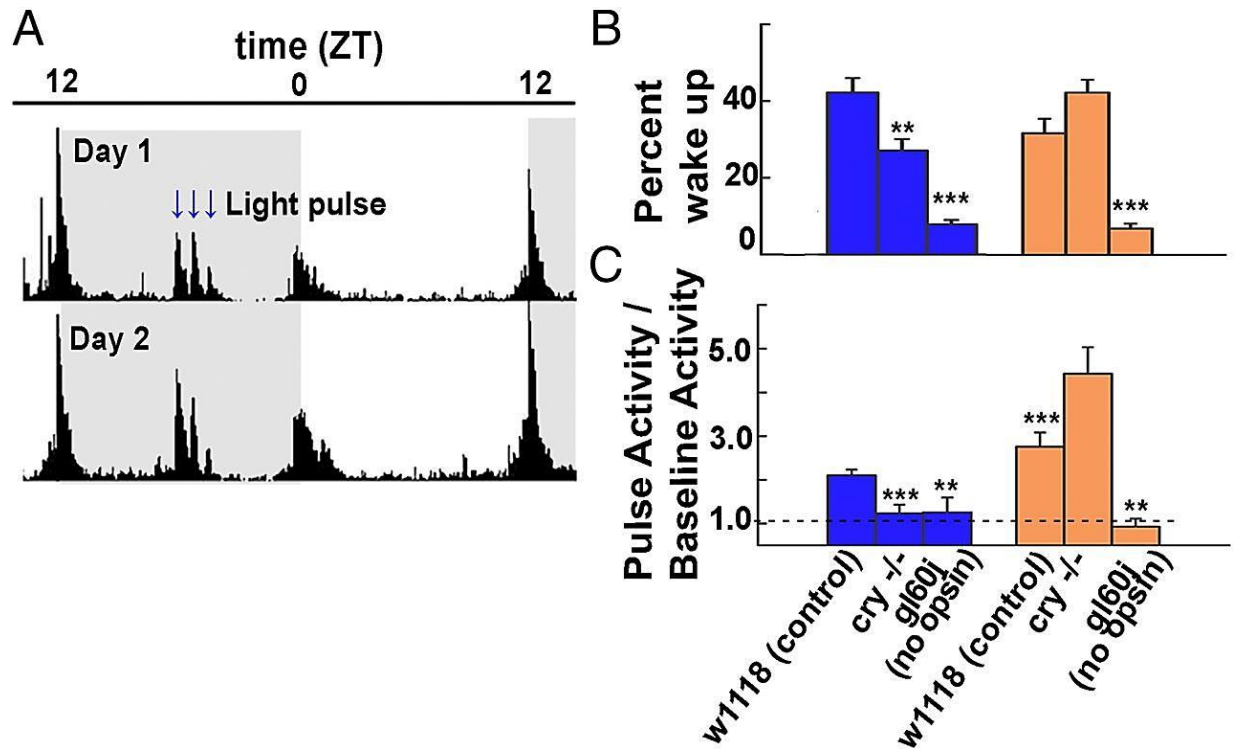 A
time (ZT)
12 0 12
Day 1
↓↓↓ Light pulse
Day 2
B
Percent
wake up
40
20
0
**
***
***
C
Pulse Activity /
Baseline Activity
5.0
3.0
1.0
***
**
***
**
w1118 (control)
cry -/-
gl60j
(no opsin)
w1118 (control)
cry -/-
gl60j
(no opsin)